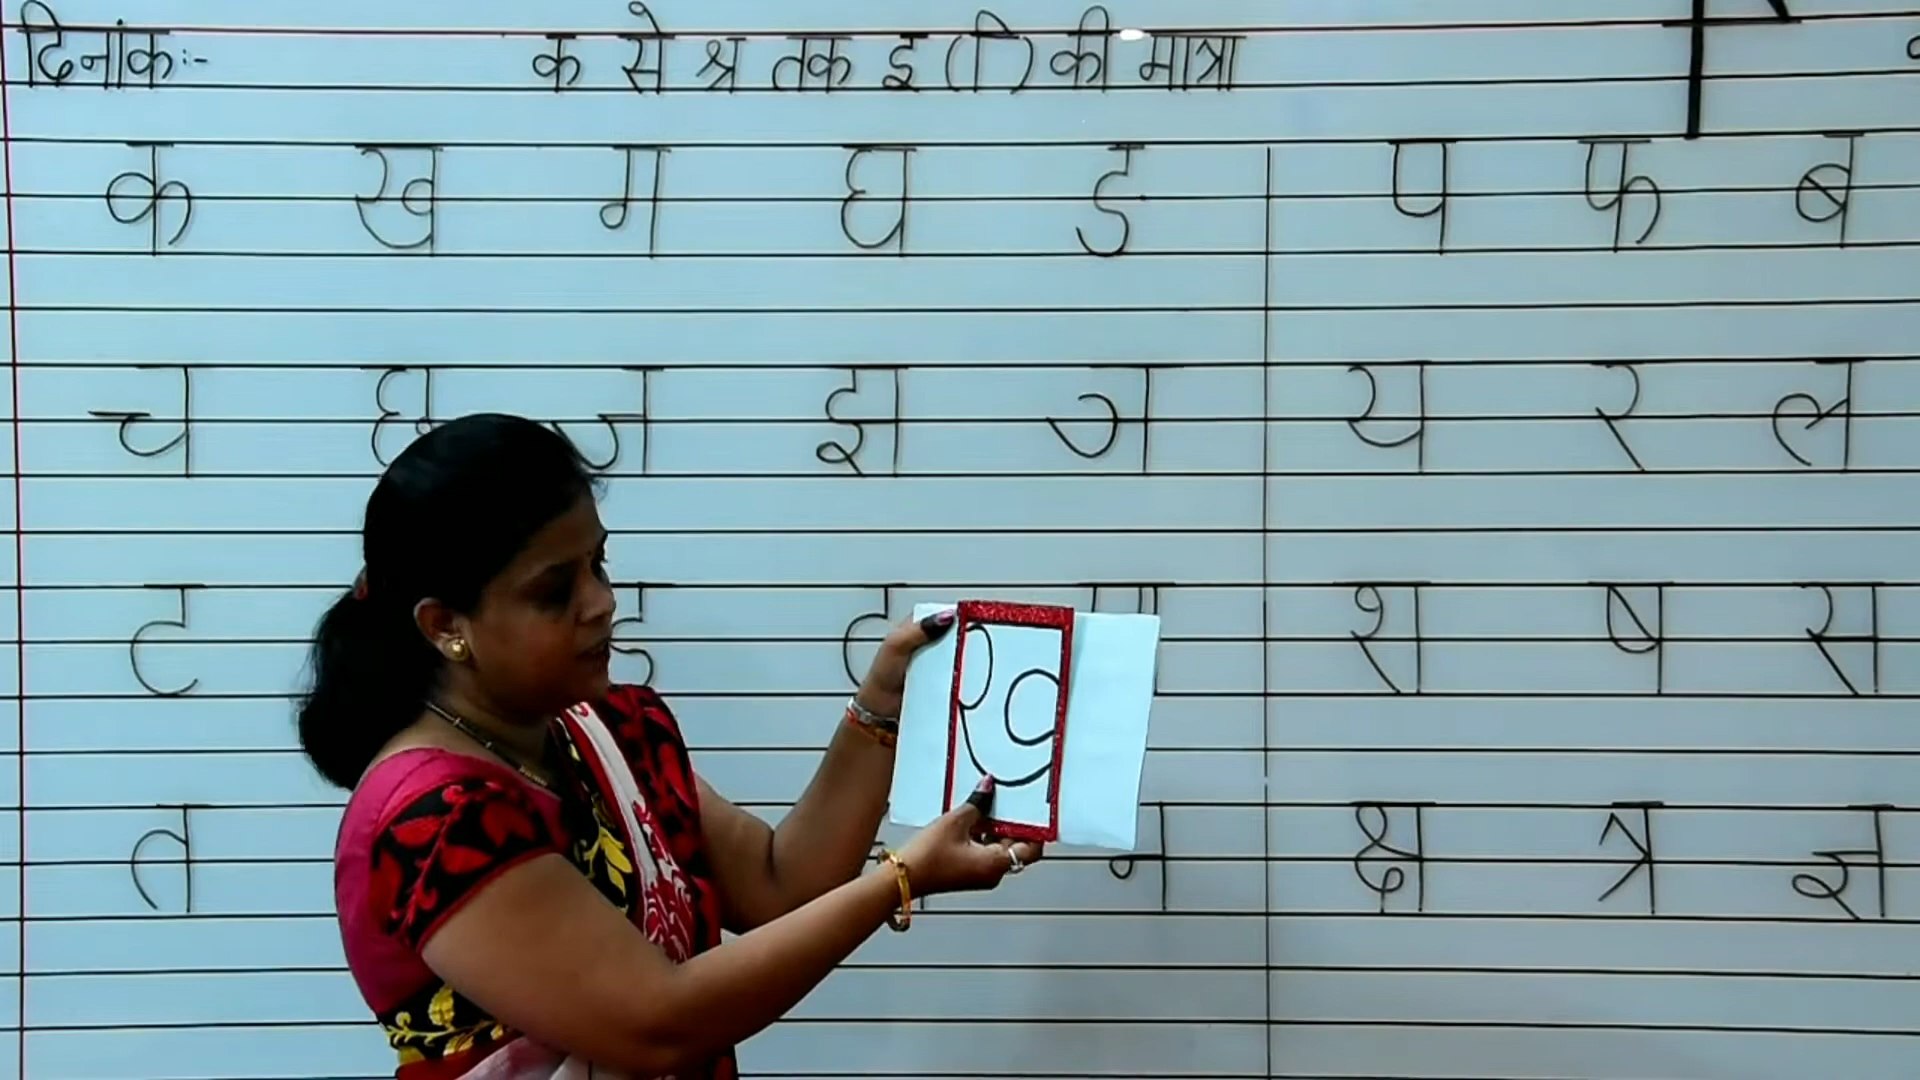 दिनांक:- क से श्र तक इ (ि) की मात्रा
क ख ग घ ड प फ ब
च छ ज झ ञ य र ल
ट ड ढ ण श ष स
त न क्ष त्र ज्ञ
ख